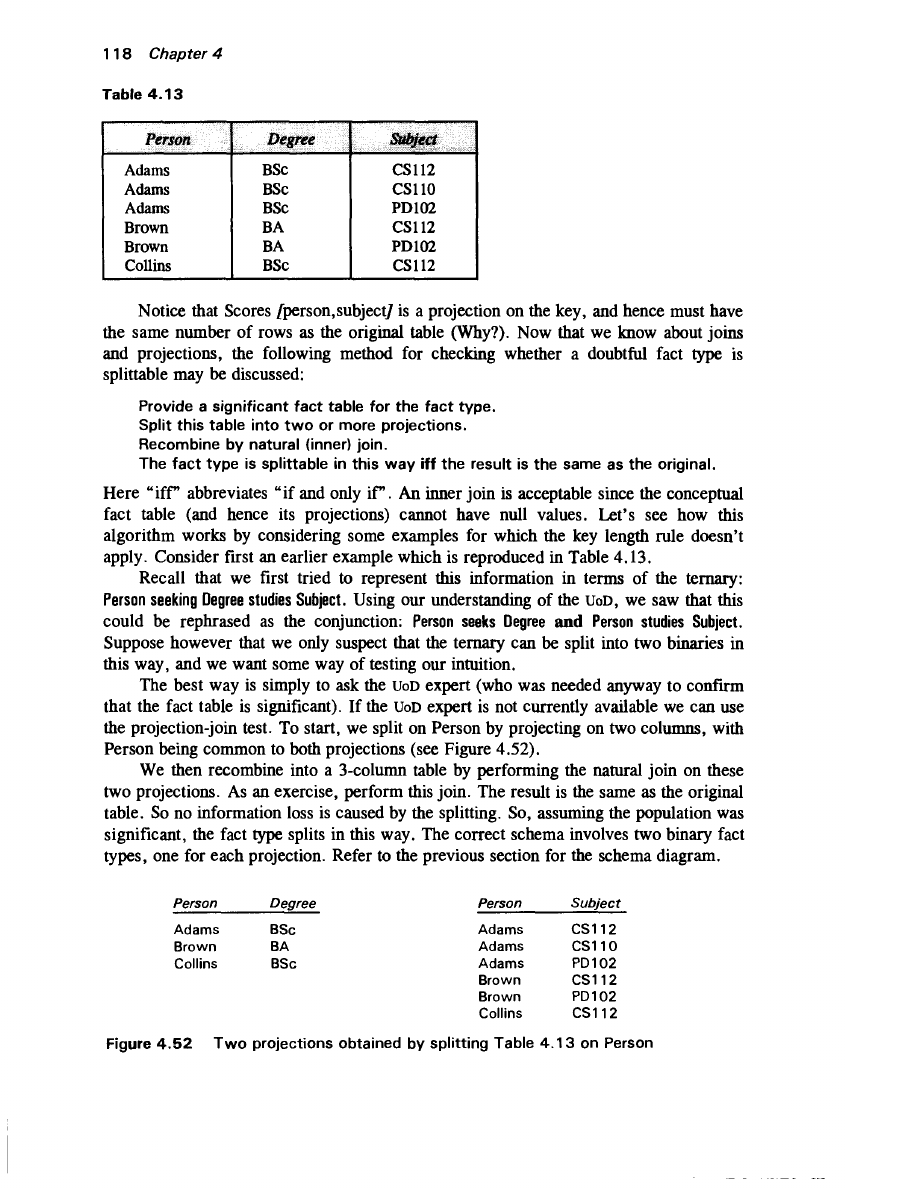 118 Chapter 4
Table 4.13
Person Degree Subject
Adams BSc CS112
Adams BSc CS110
Adams BSc PD102
Brown BA CS112
Brown BA PD102
Collins BSc CS112
Notice that Scores [person,subject] is a projection on the key, and hence must have
the same number of rows as the original table (Why?). Now that we know about joins
and projections, the following method for checking whether a doubtful fact type is
splittable may be discussed:
Provide a significant fact table for the fact type.
Split this table into two or more projections.
Recombine by natural (inner) join.
The fact type is splittable in this way iff the result is the same as the original.
Here “iff” abbreviates “if and only if”. An inner join is acceptable since the conceptual
fact table (and hence its projections) cannot have null values. Let's see how this
algorithm works by considering some examples for which the key length rule doesn't
apply. Consider first an earlier example which is reproduced in Table 4.13.
Recall that we first tried to represent this information in terms of the ternary:
Person seeking Degree studies Subject. Using our understanding of the UoD, we saw that this
could be rephrased as the conjunction: Person seeks Degree and Person studies Subject.
Suppose however that we only suspect that the ternary can be split into two binaries in
this way, and we want some way of testing our intuition.
The best way is simply to ask the UoD expert (who was needed anyway to confirm
that the fact table is significant). If the UoD expert is not currently available we can use
the projection-join test. To start, we split on Person by projecting on two columns, with
Person being common to both projections (see Figure 4.52).
We then recombine into a 3-column table by performing the natural join on these
two projections. As an exercise, perform this join. The result is the same as the original
table. So no information loss is caused by the splitting. So, assuming the population was
significant, the fact type splits in this way. The correct schema involves two binary fact
types, one for each projection. Refer to the previous section for the schema diagram.
Person Degree
Adams BSc
Brown BA
Collins BSc
Person Subject
Adams CS112
Adams CS110
Adams PD102
Brown CS112
Brown PD102
Collins CS112
Figure 4.52 Two projections obtained by splitting Table 4.13 on Person